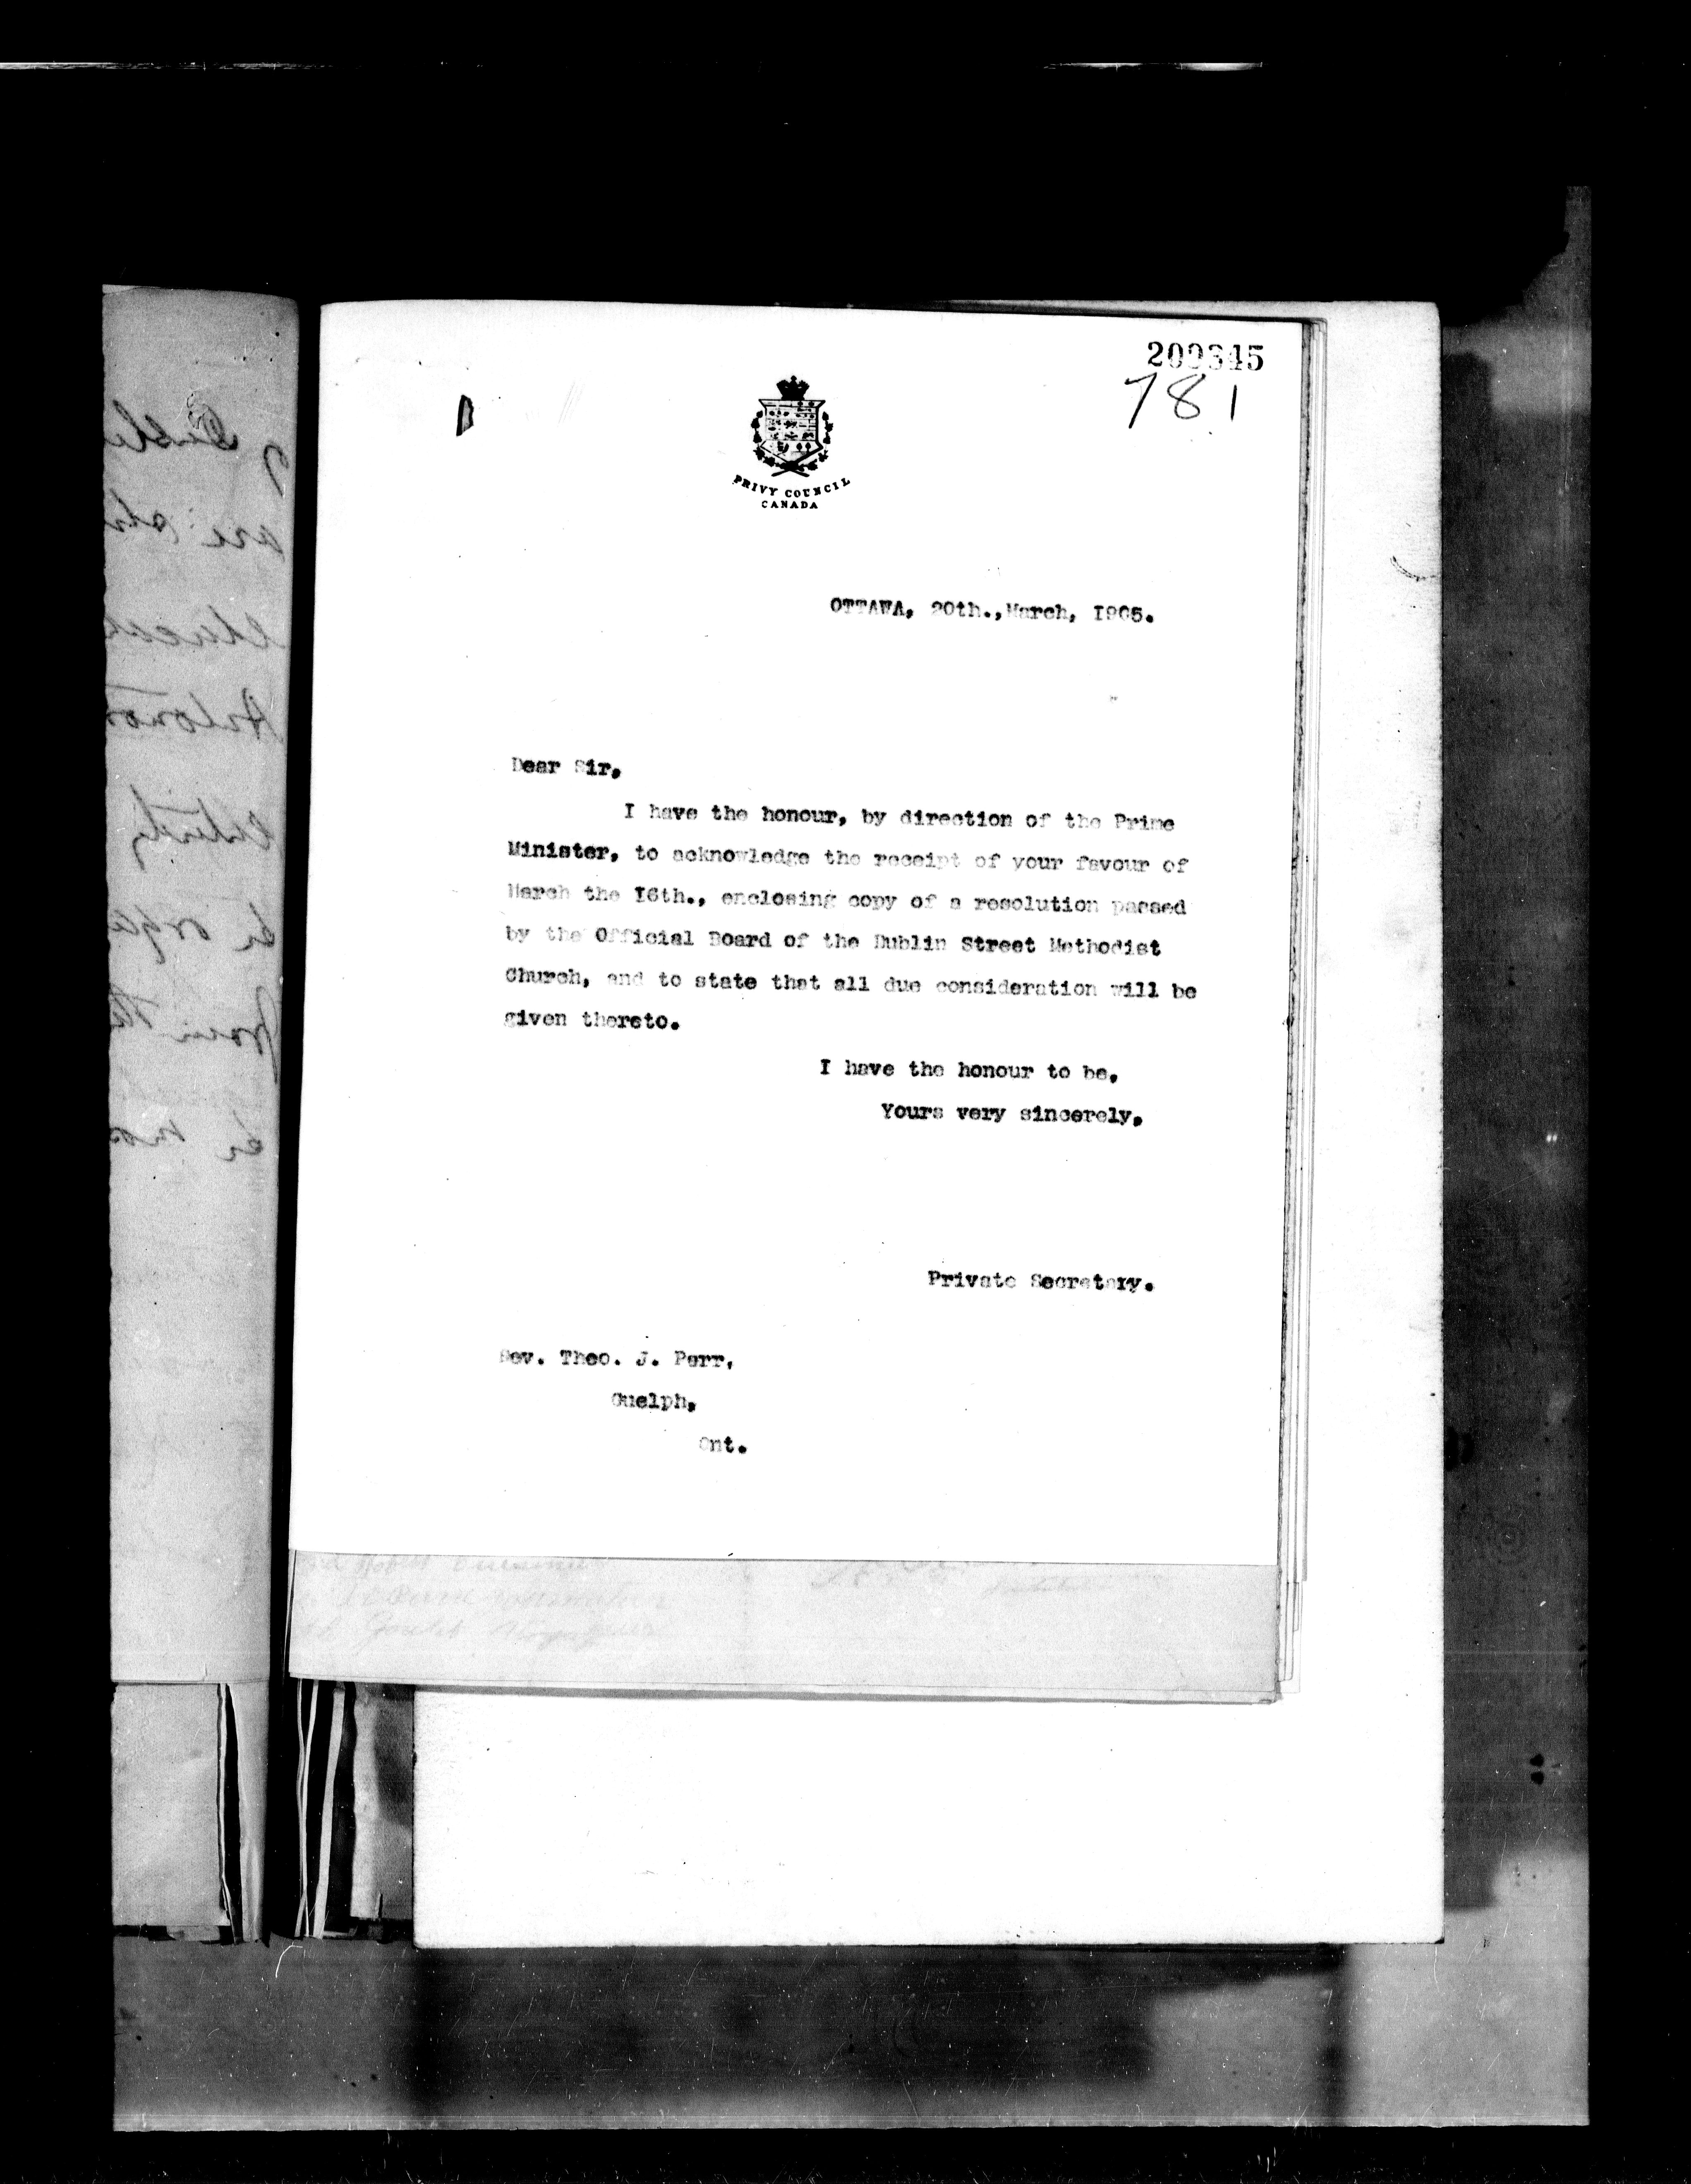 209345
781
PRIVY COUNCIL
CANADA
OTTAWA, 20th.,March, I905.
Dear Sir,
I have the honour, by direction of the Prime
Minister, to acknowledge the receipt of your favour of
March the I6th., enclosing copy of a resolution passed
by the Official Board of the Dublin Street Methodist
Church, and to state that all due consideration will be
given thereto.
I have the honour to be,
Yours very sincerely,
Private Secretary.
Rev. Theo. J. Parr,
Guelph,
Ont.